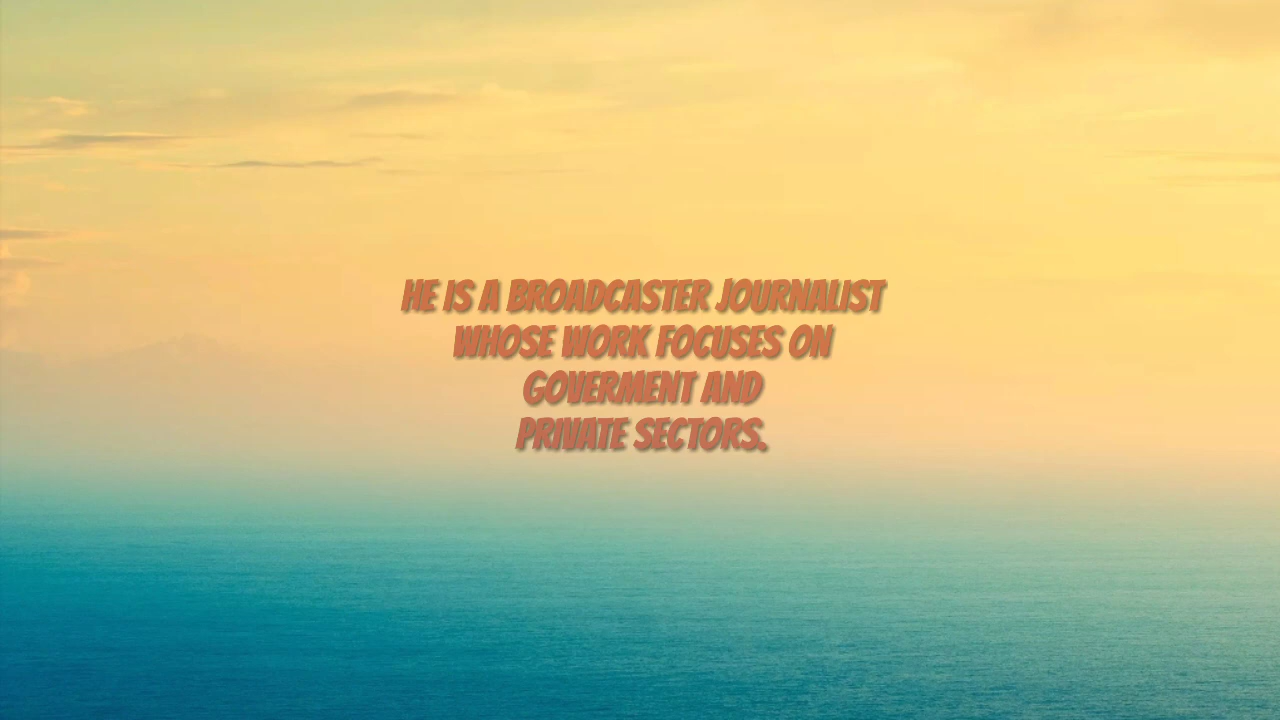 HE IS A BROADCASTER JOURNALIST
WHOSE WORK FOCUSES ON
GOVERMENT AND
PRIVATE SECTORS.